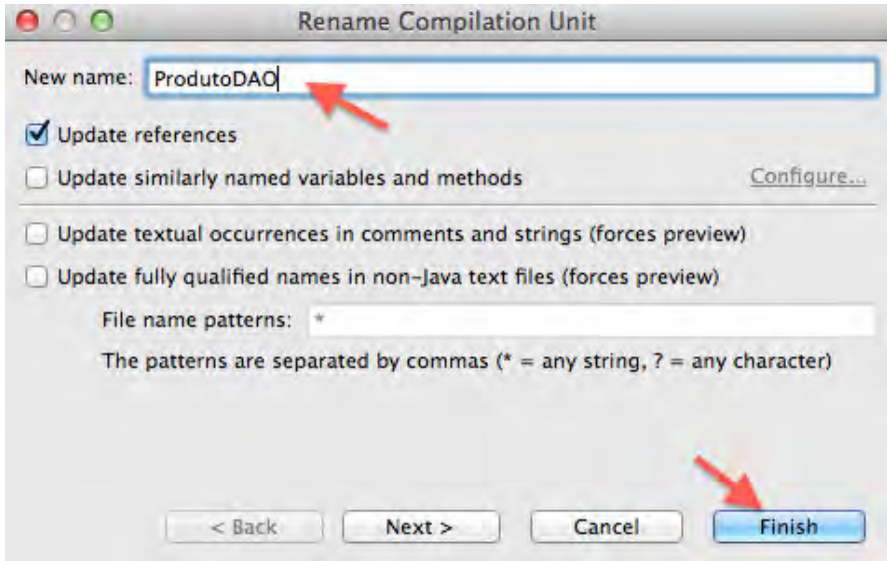 Rename Compilation Unit
New name: ProdutoDAO
Update references
Update similarly named variables and methods Configure...
Update textual occurrences in comments and strings (forces preview)
Update fully qualified names in non-Java text files (forces preview)
File name patterns: *
The patterns are separated by commas (* = any string, ? = any character)
< Back Next > Cancel Finish